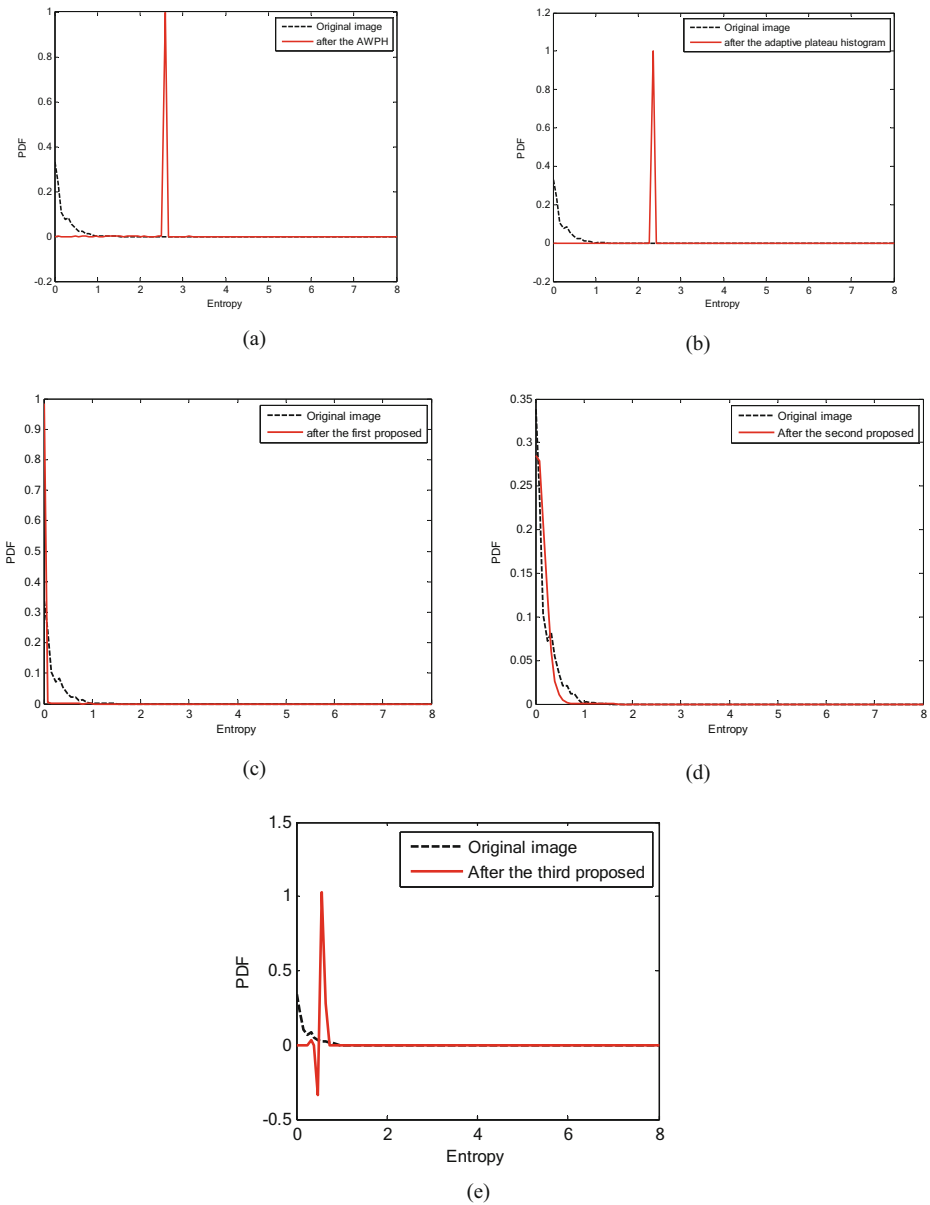 1
0.8
0.6
0.4
0.2
0
-0.2
PDF
Original image
after the AWPH
0 1 2 3 4 5 6 7 8
Entropy
(a)
1.2
1
0.8
0.6
0.4
0.2
0
-0.2
PDF
Original image
after the adaptive plateau histogram
0 1 2 3 4 5 6 7 8
Entropy
(b)
1
0.9
0.8
0.7
0.6
0.5
0.4
0.3
0.2
0.1
0
PDF
Original image
after the first proposed
0 1 2 3 4 5 6 7 8
Entropy
(c)
0.35
0.3
0.25
0.2
0.15
0.1
0.05
0
PDF
Original image
After the second proposed
0 1 2 3 4 5 6 7 8
Entropy
(d)
1.5
1
0.5
0
-0.5
PDF
Original image
After the third proposed
0 2 4 6 8
Entropy
(e)